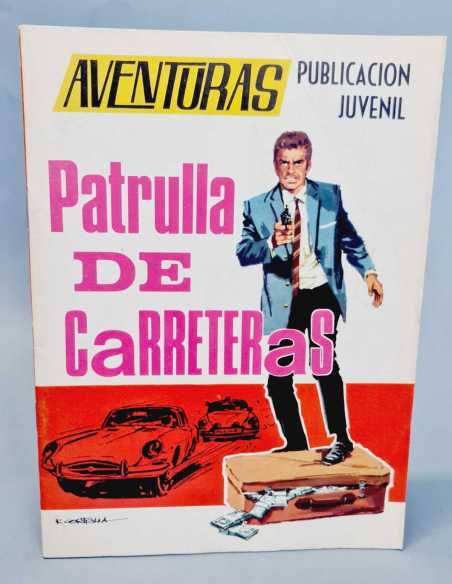 AVENTURAS
PUBLICACION
JUVENIL
Patrulla
DE
CaRRETERaS